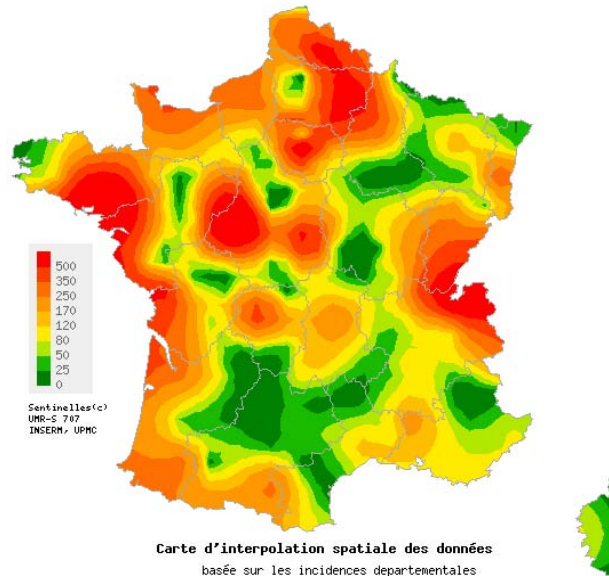 500
350
250
170
120
80
50
25
0
Sentinelles(c)
UMR-S 707
INSERM, UPMC
Carte d'interpolation spatiale des données
basée sur les incidences departementales